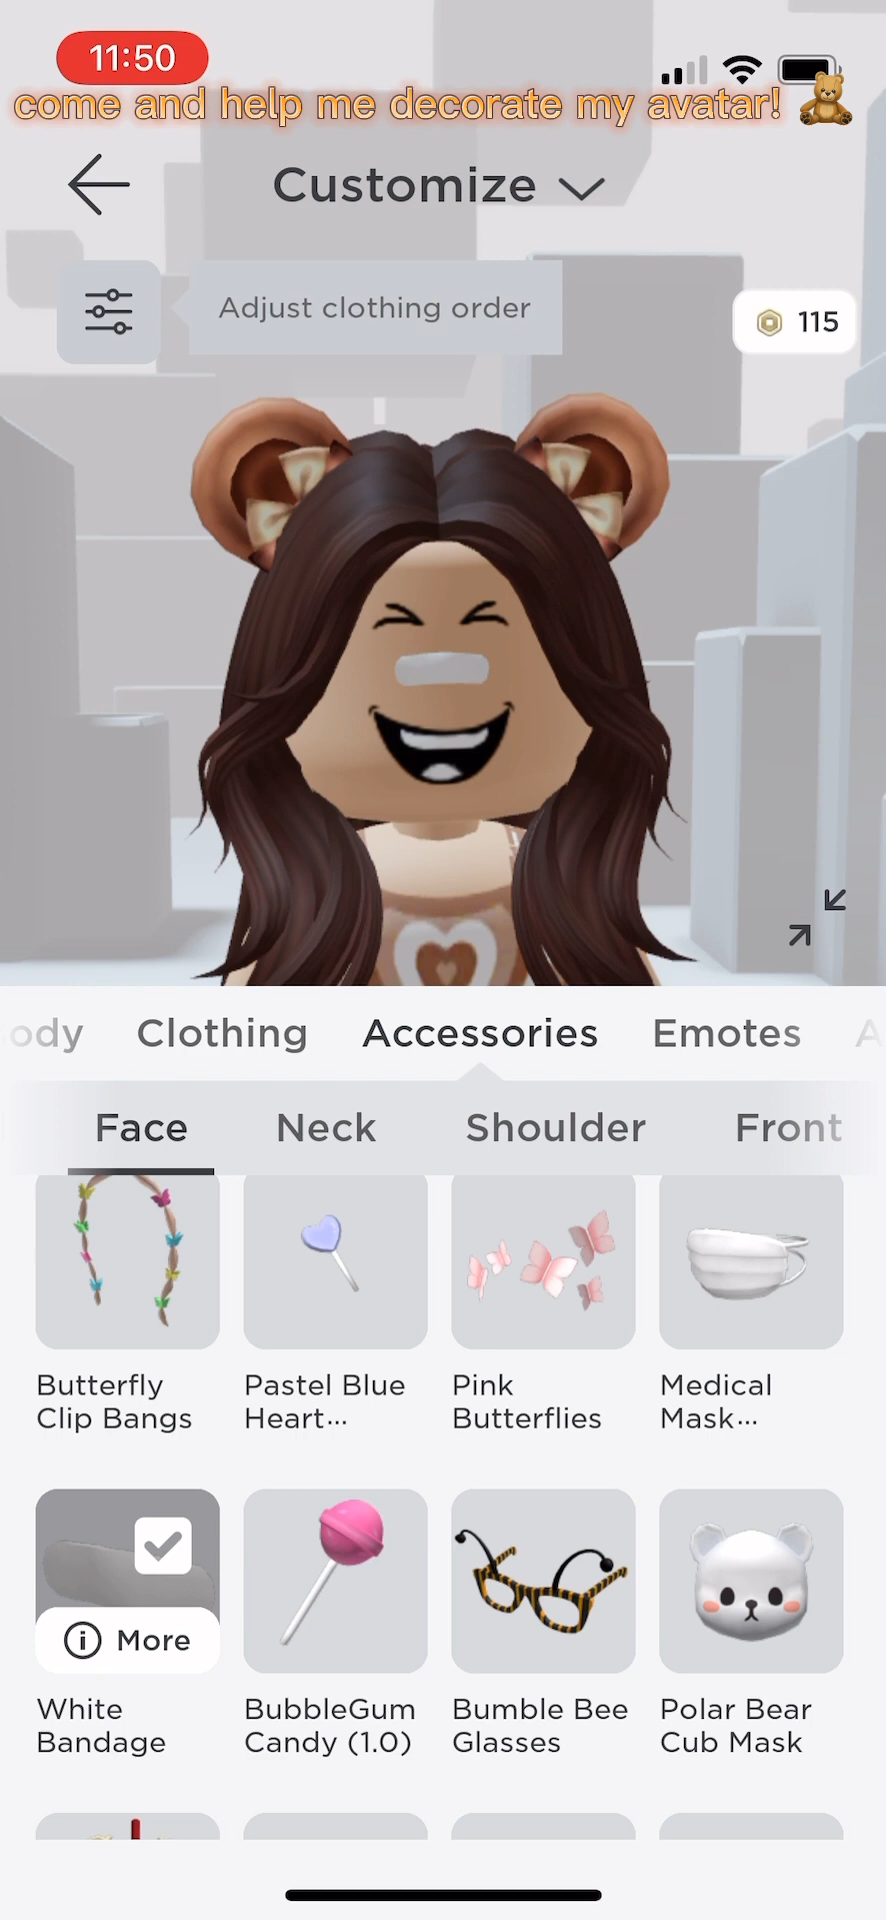 11:50
come and help me decorate my avatar!
Customize
Adjust clothing order
115
ody Clothing Accessories Emotes A
Face Neck Shoulder Front
Butterfly Clip Bangs
Pastel Blue Heart...
Pink Butterflies
Medical Mask...
More
White Bandage
BubbleGum Candy (1.0)
Bumble Bee Glasses
Polar Bear Cub Mask